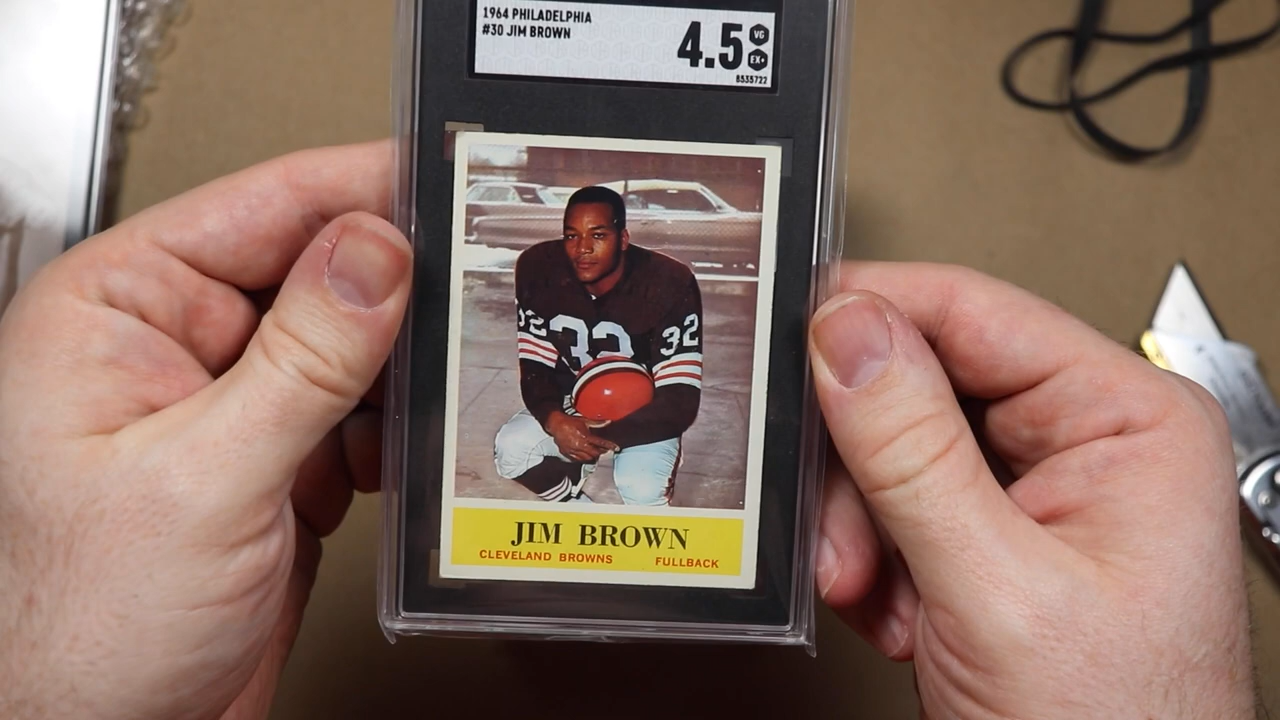 1964 PHILADELPHIA
#30 JIM BROWN
4.5 VG
EX+
8535722
32 32 32
JIM BROWN
CLEVELAND BROWNS FULLBACK